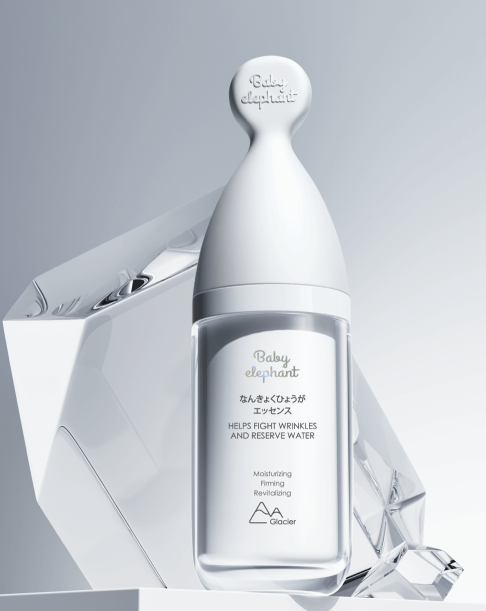 Baby
elephant
Baby
elephant
なんきょくひょうが
エッセンス
HELPS FIGHT WRINKLES
AND RESERVE WATER
Moisturizing
Firming
Revitalizing
A
Glacier